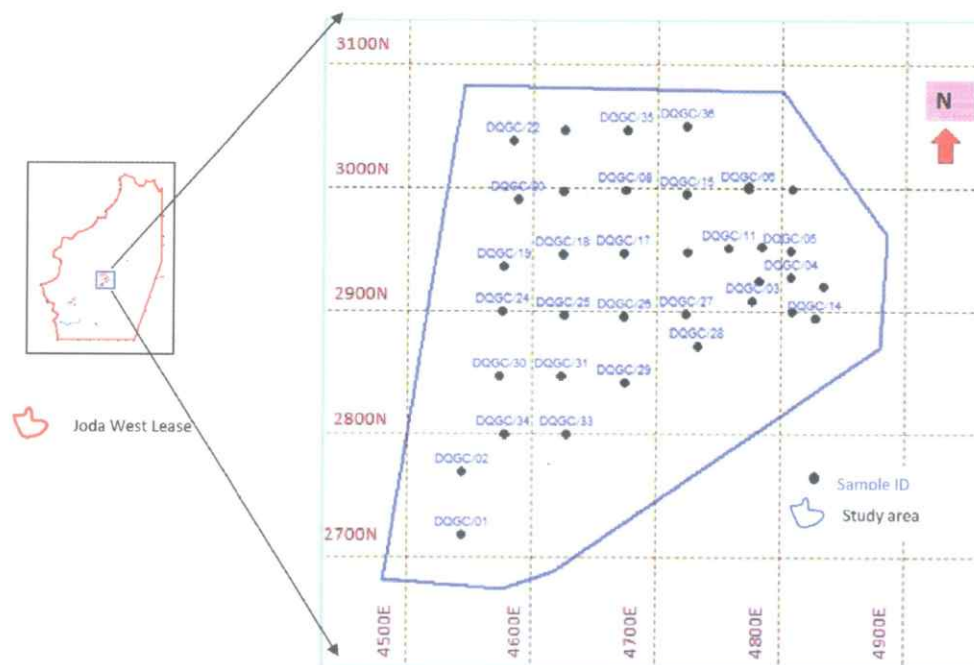 3100N
N
DQGC/22
DQGC/35
DQGC/36
3000N
DQGC/08
DQGC/15
DQGC/19
DQGC/18
DQGC/17
DQGC/11
DQGC/05
DQGC/04
2900N
DQGC/24
DQGC/25
DQGC/26
DQGC/27
DQGC/03
DQGC/14
DQGC/28
DQGC/30
DQGC/31
DQGC/29
Joda West Lease
2800N
DQGC/34
DQGC/33
DQGC/02
Sample ID
Study area
2700N
DQGC/01
4500E
4600E
4700E
4800E
4900E